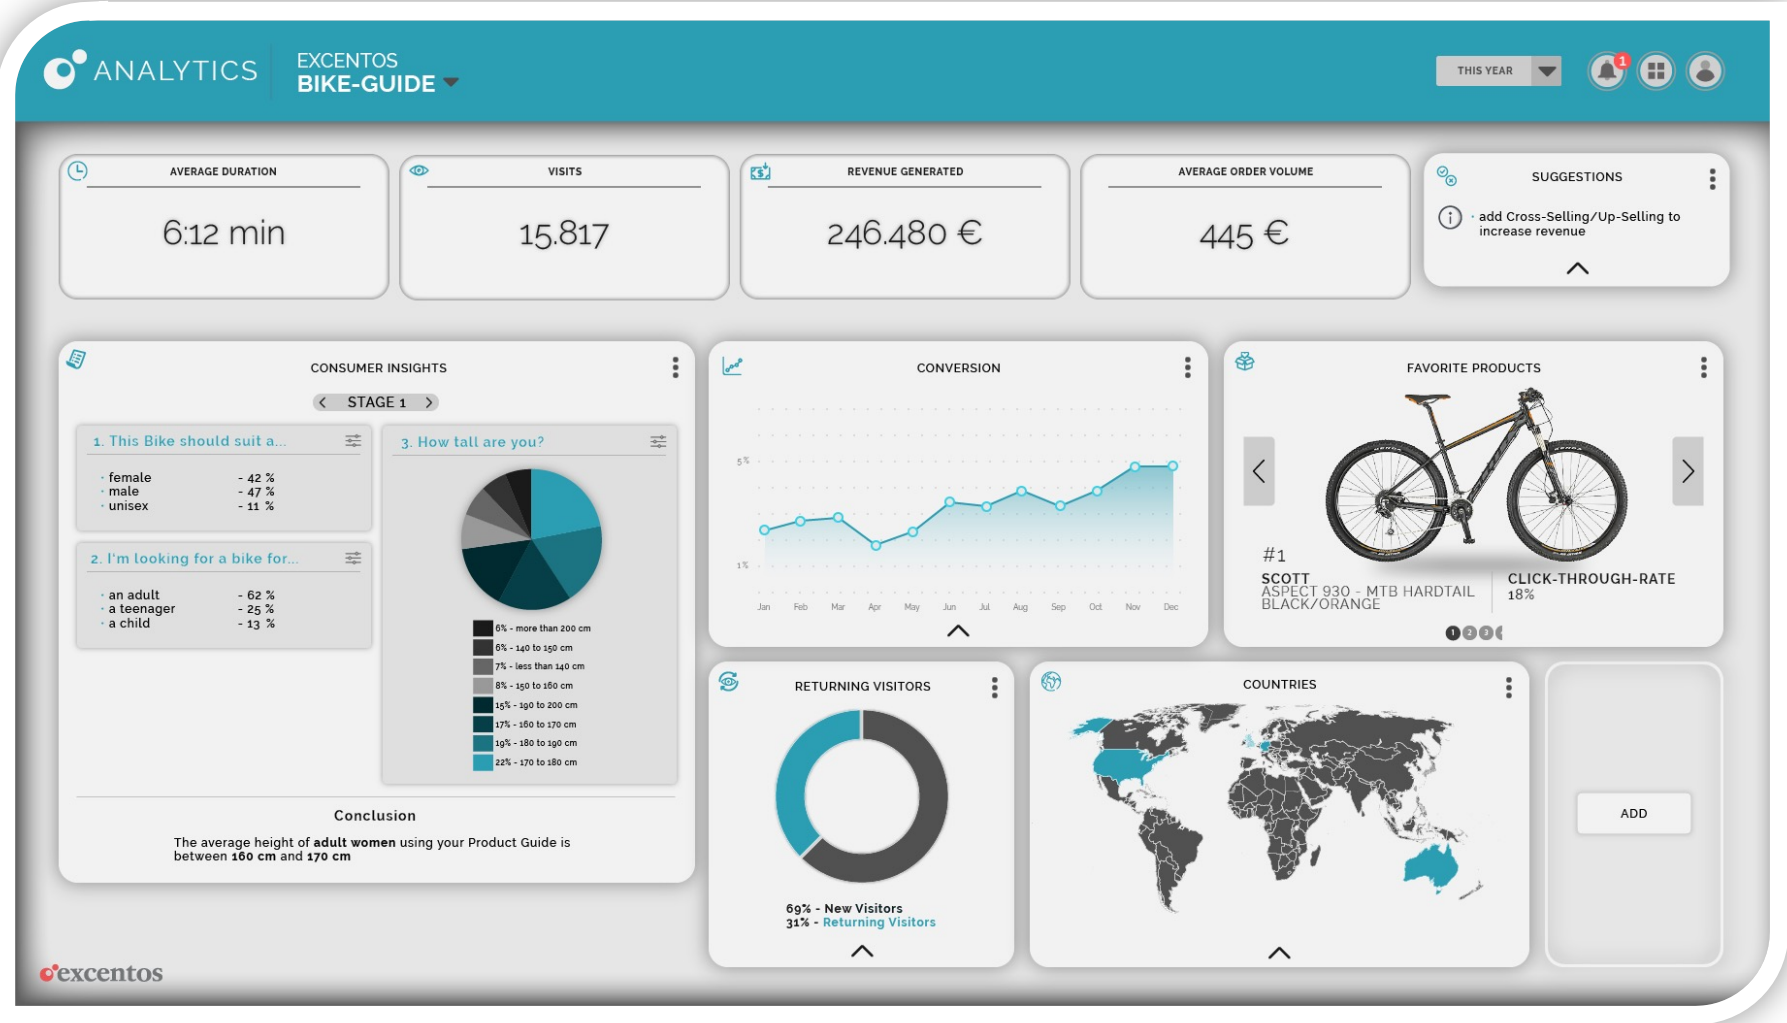 ANALYTICS
EXCENTOS
BIKE-GUIDE
THIS YEAR
1
AVERAGE DURATION
6:12 min
VISITS
15.817
REVENUE GENERATED
246.480 €
AVERAGE ORDER VOLUME
445 €
SUGGESTIONS
· add Cross-Selling/Up-Selling to
increase revenue
CONSUMER INSIGHTS
< STAGE 1 >
1. This Bike should suit a...
· female - 42 %
· male - 47 %
· unisex - 11 %
2. I'm looking for a bike for...
· an adult - 62 %
· a teenager - 25 %
· a child - 13 %
3. How tall are you?
6% - more than 200 cm
6% - 140 to 150 cm
7% - less than 140 cm
8% - 150 to 160 cm
15% - 190 to 200 cm
17% - 160 to 170 cm
19% - 180 to 190 cm
22% - 170 to 180 cm
Conclusion
The average height of adult women using your Product Guide is
between 160 cm and 170 cm
CONVERSION
5%
1%
Jan Feb Mar Apr May Jun Jul Aug Sep Oct Nov Dec
FAVORITE PRODUCTS
#1
SCOTT
ASPECT 930 - MTB HARDTAIL
BLACK/ORANGE
CLICK-THROUGH-RATE
18%
1 2 3
RETURNING VISITORS
69% - New Visitors
31% - Returning Visitors
COUNTRIES
ADD
excentos